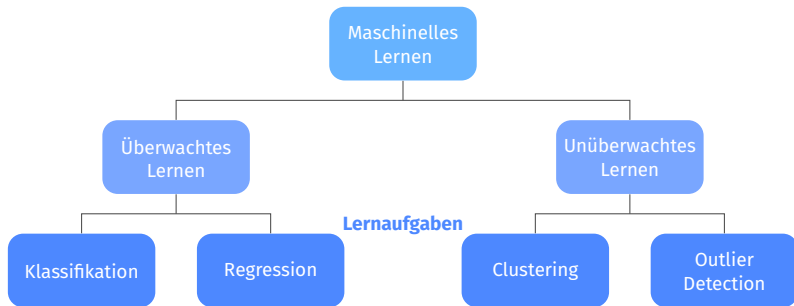 Maschinelles
Lernen
Überwachtes
Lernen
Unüberwachtes
Lernen
Lernaufgaben
Klassifikation
Regression
Clustering
Outlier
Detection